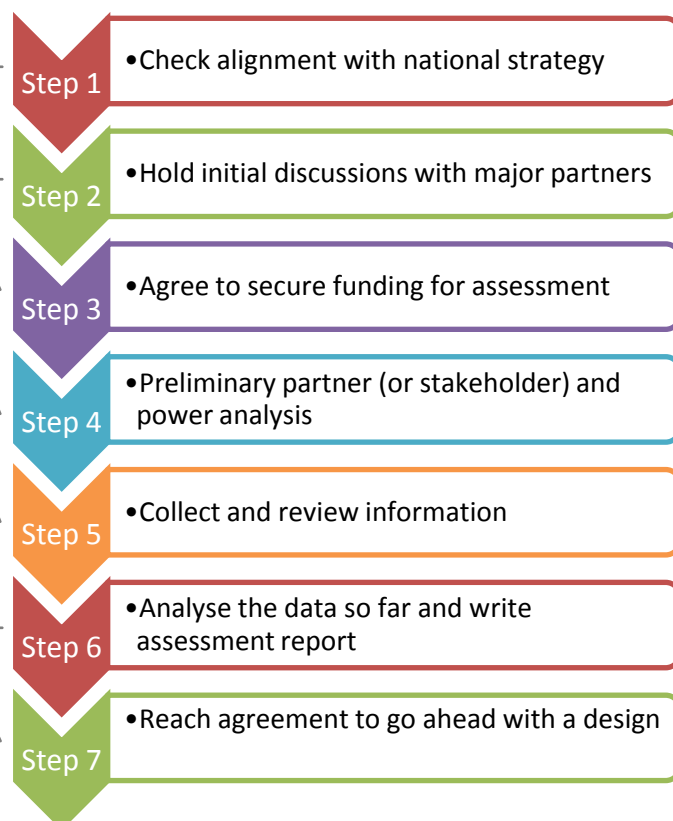 Step 1
•Check alignment with national strategy
Step 2
•Hold initial discussions with major partners
Step 3
•Agree to secure funding for assessment
Step 4
•Preliminary partner (or stakeholder) and
power analysis
Step 5
•Collect and review information
Step 6
•Analyse the data so far and write
assessment report
Step 7
•Reach agreement to go ahead with a design